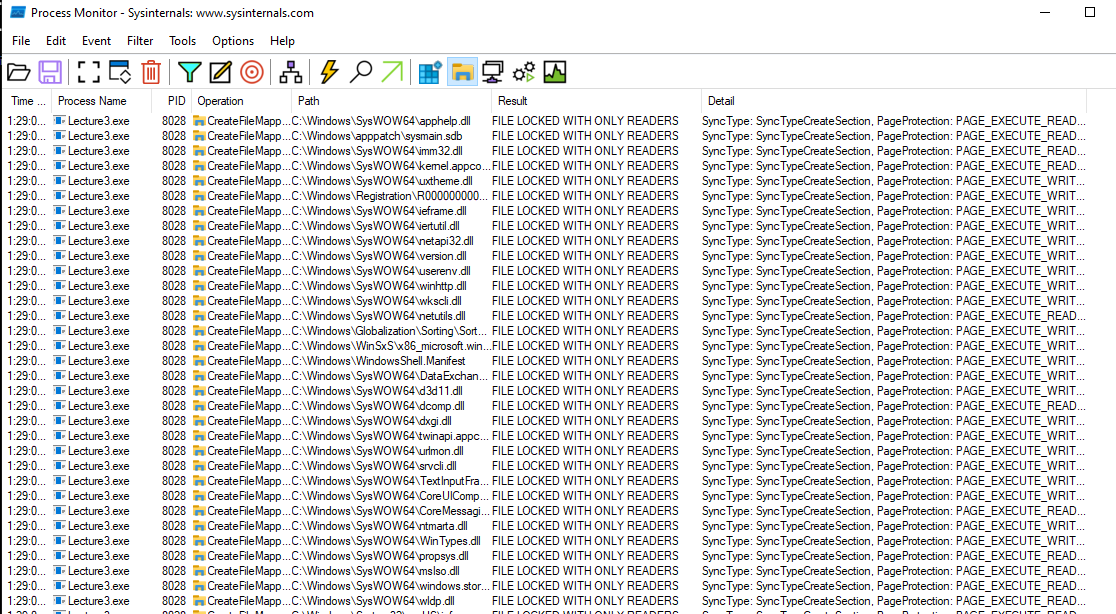 Process Monitor - Sysinternals: www.sysinternals.com
File Edit Event Filter Tools Options Help
Time ... Process Name PID Operation Path Result Detail
1:29:0... Lecture3.exe 8028 CreateFileMapp... C:\Windows\SysWOW64\apphelp.dll FILE LOCKED WITH ONLY READERS SyncType: SyncTypeCreateSection, PageProtection: PAGE_EXECUTE_READ...
1:29:0... Lecture3.exe 8028 CreateFileMapp... C:\Windows\apppatch\sysmain.sdb FILE LOCKED WITH ONLY READERS SyncType: SyncTypeCreateSection, PageProtection: PAGE_EXECUTE_READ...
1:29:0... Lecture3.exe 8028 CreateFileMapp... C:\Windows\SysWOW64\imm32.dll FILE LOCKED WITH ONLY READERS SyncType: SyncTypeCreateSection, PageProtection: PAGE_EXECUTE_READ...
1:29:0... Lecture3.exe 8028 CreateFileMapp... C:\Windows\SysWOW64\kernel.appco... FILE LOCKED WITH ONLY READERS SyncType: SyncTypeCreateSection, PageProtection: PAGE_EXECUTE_READ...
1:29:0... Lecture3.exe 8028 CreateFileMapp... C:\Windows\SysWOW64\uxtheme.dll FILE LOCKED WITH ONLY READERS SyncType: SyncTypeCreateSection, PageProtection: PAGE_EXECUTE_WRIT...
1:29:0... Lecture3.exe 8028 CreateFileMapp... C:\Windows\Registration\R000000000... FILE LOCKED WITH ONLY READERS SyncType: SyncTypeCreateSection, PageProtection: PAGE_EXECUTE_WRIT...
1:29:0... Lecture3.exe 8028 CreateFileMapp... C:\Windows\SysWOW64\ieframe.dll FILE LOCKED WITH ONLY READERS SyncType: SyncTypeCreateSection, PageProtection: PAGE_EXECUTE_WRIT...
1:29:0... Lecture3.exe 8028 CreateFileMapp... C:\Windows\SysWOW64\iertutil.dll FILE LOCKED WITH ONLY READERS SyncType: SyncTypeCreateSection, PageProtection: PAGE_EXECUTE_WRIT...
1:29:0... Lecture3.exe 8028 CreateFileMapp... C:\Windows\SysWOW64\netapi32.dll FILE LOCKED WITH ONLY READERS SyncType: SyncTypeCreateSection, PageProtection: PAGE_EXECUTE_WRIT...
1:29:0... Lecture3.exe 8028 CreateFileMapp... C:\Windows\SysWOW64\version.dll FILE LOCKED WITH ONLY READERS SyncType: SyncTypeCreateSection, PageProtection: PAGE_EXECUTE_WRIT...
1:29:0... Lecture3.exe 8028 CreateFileMapp... C:\Windows\SysWOW64\userenv.dll FILE LOCKED WITH ONLY READERS SyncType: SyncTypeCreateSection, PageProtection: PAGE_EXECUTE_WRIT...
1:29:0... Lecture3.exe 8028 CreateFileMapp... C:\Windows\SysWOW64\winhttp.dll FILE LOCKED WITH ONLY READERS SyncType: SyncTypeCreateSection, PageProtection: PAGE_EXECUTE_WRIT...
1:29:0... Lecture3.exe 8028 CreateFileMapp... C:\Windows\SysWOW64\wkscli.dll FILE LOCKED WITH ONLY READERS SyncType: SyncTypeCreateSection, PageProtection: PAGE_EXECUTE_WRIT...
1:29:0... Lecture3.exe 8028 CreateFileMapp... C:\Windows\SysWOW64\netutils.dll FILE LOCKED WITH ONLY READERS SyncType: SyncTypeCreateSection, PageProtection: PAGE_EXECUTE_READ...
1:29:0... Lecture3.exe 8028 CreateFileMapp... C:\Windows\Globalization\Sorting\Sort... FILE LOCKED WITH ONLY READERS SyncType: SyncTypeCreateSection, PageProtection: PAGE_EXECUTE_WRIT...
1:29:0... Lecture3.exe 8028 CreateFileMapp... C:\Windows\WinSxS\x86_microsoft.win... FILE LOCKED WITH ONLY READERS SyncType: SyncTypeCreateSection, PageProtection: PAGE_EXECUTE_WRIT...
1:29:0... Lecture3.exe 8028 CreateFileMapp... C:\Windows\WindowsShell.Manifest FILE LOCKED WITH ONLY READERS SyncType: SyncTypeCreateSection, PageProtection: PAGE_EXECUTE_WRIT...
1:29:0... Lecture3.exe 8028 CreateFileMapp... C:\Windows\SysWOW64\DataExchan... FILE LOCKED WITH ONLY READERS SyncType: SyncTypeCreateSection, PageProtection: PAGE_EXECUTE_WRIT...
1:29:0... Lecture3.exe 8028 CreateFileMapp... C:\Windows\SysWOW64\d3d11.dll FILE LOCKED WITH ONLY READERS SyncType: SyncTypeCreateSection, PageProtection: PAGE_EXECUTE_WRIT...
1:29:0... Lecture3.exe 8028 CreateFileMapp... C:\Windows\SysWOW64\dcomp.dll FILE LOCKED WITH ONLY READERS SyncType: SyncTypeCreateSection, PageProtection: PAGE_EXECUTE_READ...
1:29:0... Lecture3.exe 8028 CreateFileMapp... C:\Windows\SysWOW64\dxgi.dll FILE LOCKED WITH ONLY READERS SyncType: SyncTypeCreateSection, PageProtection: PAGE_EXECUTE_WRIT...
1:29:0... Lecture3.exe 8028 CreateFileMapp... C:\Windows\SysWOW64\twinapi.appc... FILE LOCKED WITH ONLY READERS SyncType: SyncTypeCreateSection, PageProtection: PAGE_EXECUTE_WRIT...
1:29:0... Lecture3.exe 8028 CreateFileMapp... C:\Windows\SysWOW64\urlmon.dll FILE LOCKED WITH ONLY READERS SyncType: SyncTypeCreateSection, PageProtection: PAGE_EXECUTE_WRIT...
1:29:0... Lecture3.exe 8028 CreateFileMapp... C:\Windows\SysWOW64\srvcli.dll FILE LOCKED WITH ONLY READERS SyncType: SyncTypeCreateSection, PageProtection: PAGE_EXECUTE_WRIT...
1:29:0... Lecture3.exe 8028 CreateFileMapp... C:\Windows\SysWOW64\TextInputFra... FILE LOCKED WITH ONLY READERS SyncType: SyncTypeCreateSection, PageProtection: PAGE_EXECUTE_WRIT...
1:29:0... Lecture3.exe 8028 CreateFileMapp... C:\Windows\SysWOW64\CoreUIComp... FILE LOCKED WITH ONLY READERS SyncType: SyncTypeCreateSection, PageProtection: PAGE_EXECUTE_WRIT...
1:29:0... Lecture3.exe 8028 CreateFileMapp... C:\Windows\SysWOW64\CoreMessagi... FILE LOCKED WITH ONLY READERS SyncType: SyncTypeCreateSection, PageProtection: PAGE_EXECUTE_READ...
1:29:0... Lecture3.exe 8028 CreateFileMapp... C:\Windows\SysWOW64\ntmarta.dll FILE LOCKED WITH ONLY READERS SyncType: SyncTypeCreateSection, PageProtection: PAGE_EXECUTE_WRIT...
1:29:0... Lecture3.exe 8028 CreateFileMapp... C:\Windows\SysWOW64\WinTypes.dll FILE LOCKED WITH ONLY READERS SyncType: SyncTypeCreateSection, PageProtection: PAGE_EXECUTE_WRIT...
1:29:0... Lecture3.exe 8028 CreateFileMapp... C:\Windows\SysWOW64\propsys.dll FILE LOCKED WITH ONLY READERS SyncType: SyncTypeCreateSection, PageProtection: PAGE_EXECUTE_READ...
1:29:0... Lecture3.exe 8028 CreateFileMapp... C:\Windows\SysWOW64\mslso.dll FILE LOCKED WITH ONLY READERS SyncType: SyncTypeCreateSection, PageProtection: PAGE_EXECUTE_READ...
1:29:0... Lecture3.exe 8028 CreateFileMapp... C:\Windows\SysWOW64\windows.stor... FILE LOCKED WITH ONLY READERS SyncType: SyncTypeCreateSection, PageProtection: PAGE_EXECUTE_READ...
1:29:0... Lecture3.exe 8028 CreateFileMapp... C:\Windows\SysWOW64\wldp.dll FILE LOCKED WITH ONLY READERS SyncType: SyncTypeCreateSection, PageProtection: PAGE_EXECUTE_READ...